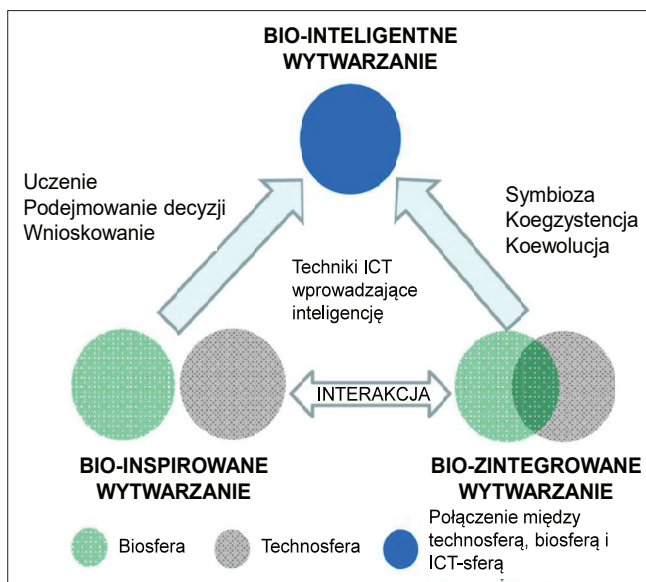 BIO-INTELIGENTNE
WYTWARZANIE
Uczenie
Podejmowanie decyzji
Wnioskowanie
Symbioza
Koegzystencja
Koewolucja
Techniki ICT
wprowadzające
inteligencję
INTERAKCJA
BIO-INSPIROWANE
WYTWARZANIE
BIO-ZINTEGROWANE
WYTWARZANIE
Biosfera
Technosfera
Połączenie między
technosferą, biosferą i
ICT-sferą